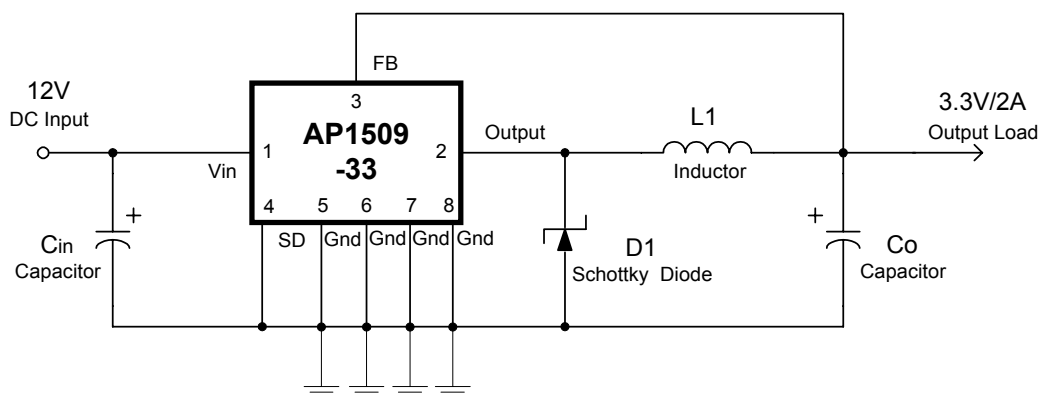 FB
12V
DC Input
3
AP1509
-33
1
2
Vin
Output
L1
Inductor
3.3V/2A
Output Load
4
5
6
7
8
SD
Gnd
Gnd
Gnd
Gnd
+
Cin
Capacitor
D1
Schottky Diode
+
Co
Capacitor